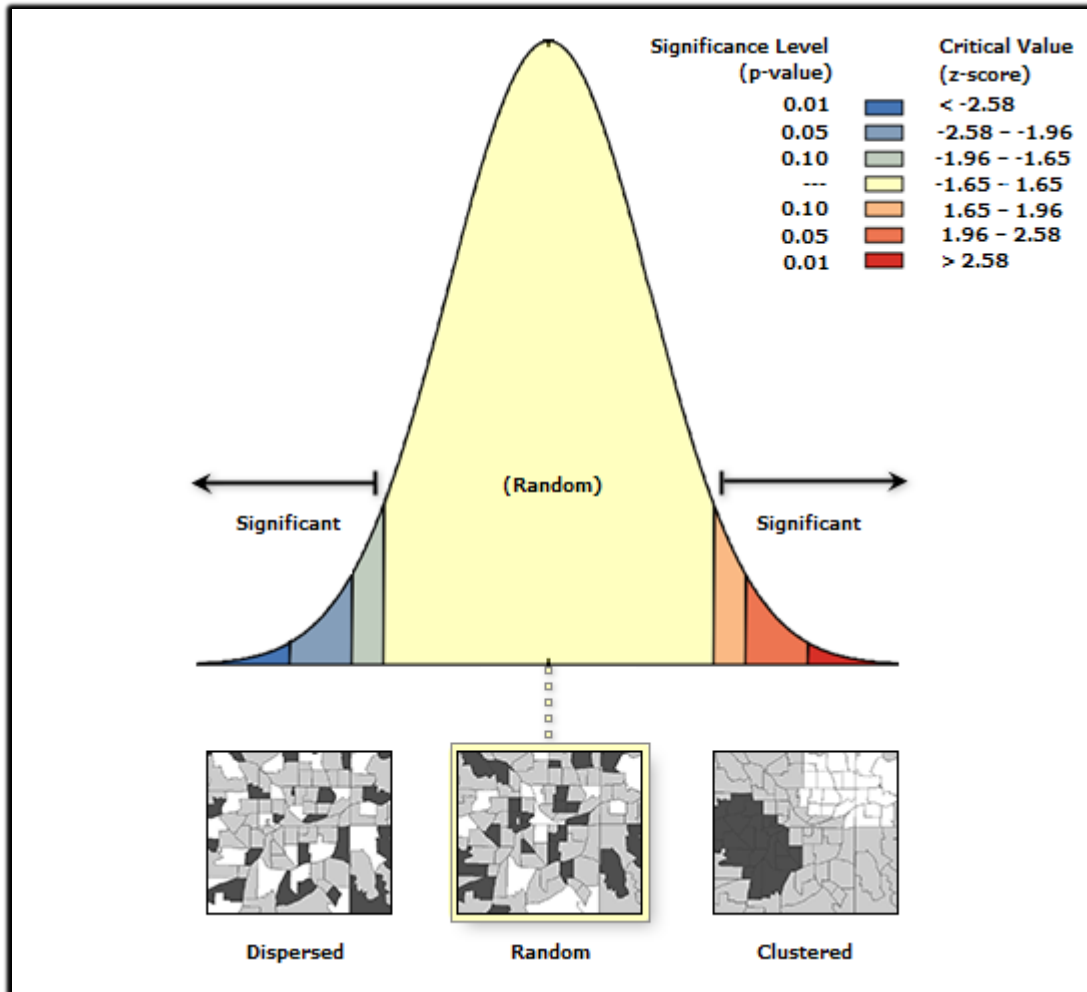 Significance Level
(p-value)
Critical Value
(z-score)
0.01 < -2.58
0.05 -2.58 – -1.96
0.10 -1.96 – -1.65
--- -1.65 - 1.65
0.10 1.65 – 1.96
0.05 1.96 – 2.58
0.01 > 2.58
(Random)
Significant
Significant
Dispersed
Random
Clustered